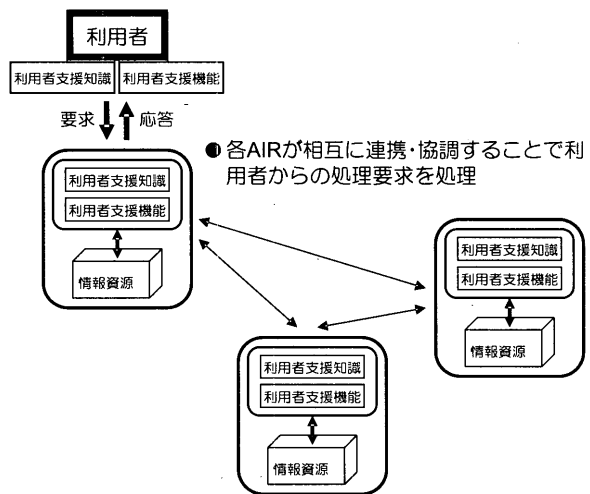 利用者
利用者支援知識 利用者支援機能
要求 応答
❶ 各AIRが相互に連携・協調することで利
用者からの処理要求を処理
利用者支援知識
利用者支援機能
情報資源
利用者支援知識
利用者支援機能
情報資源
利用者支援知識
利用者支援機能
情報資源